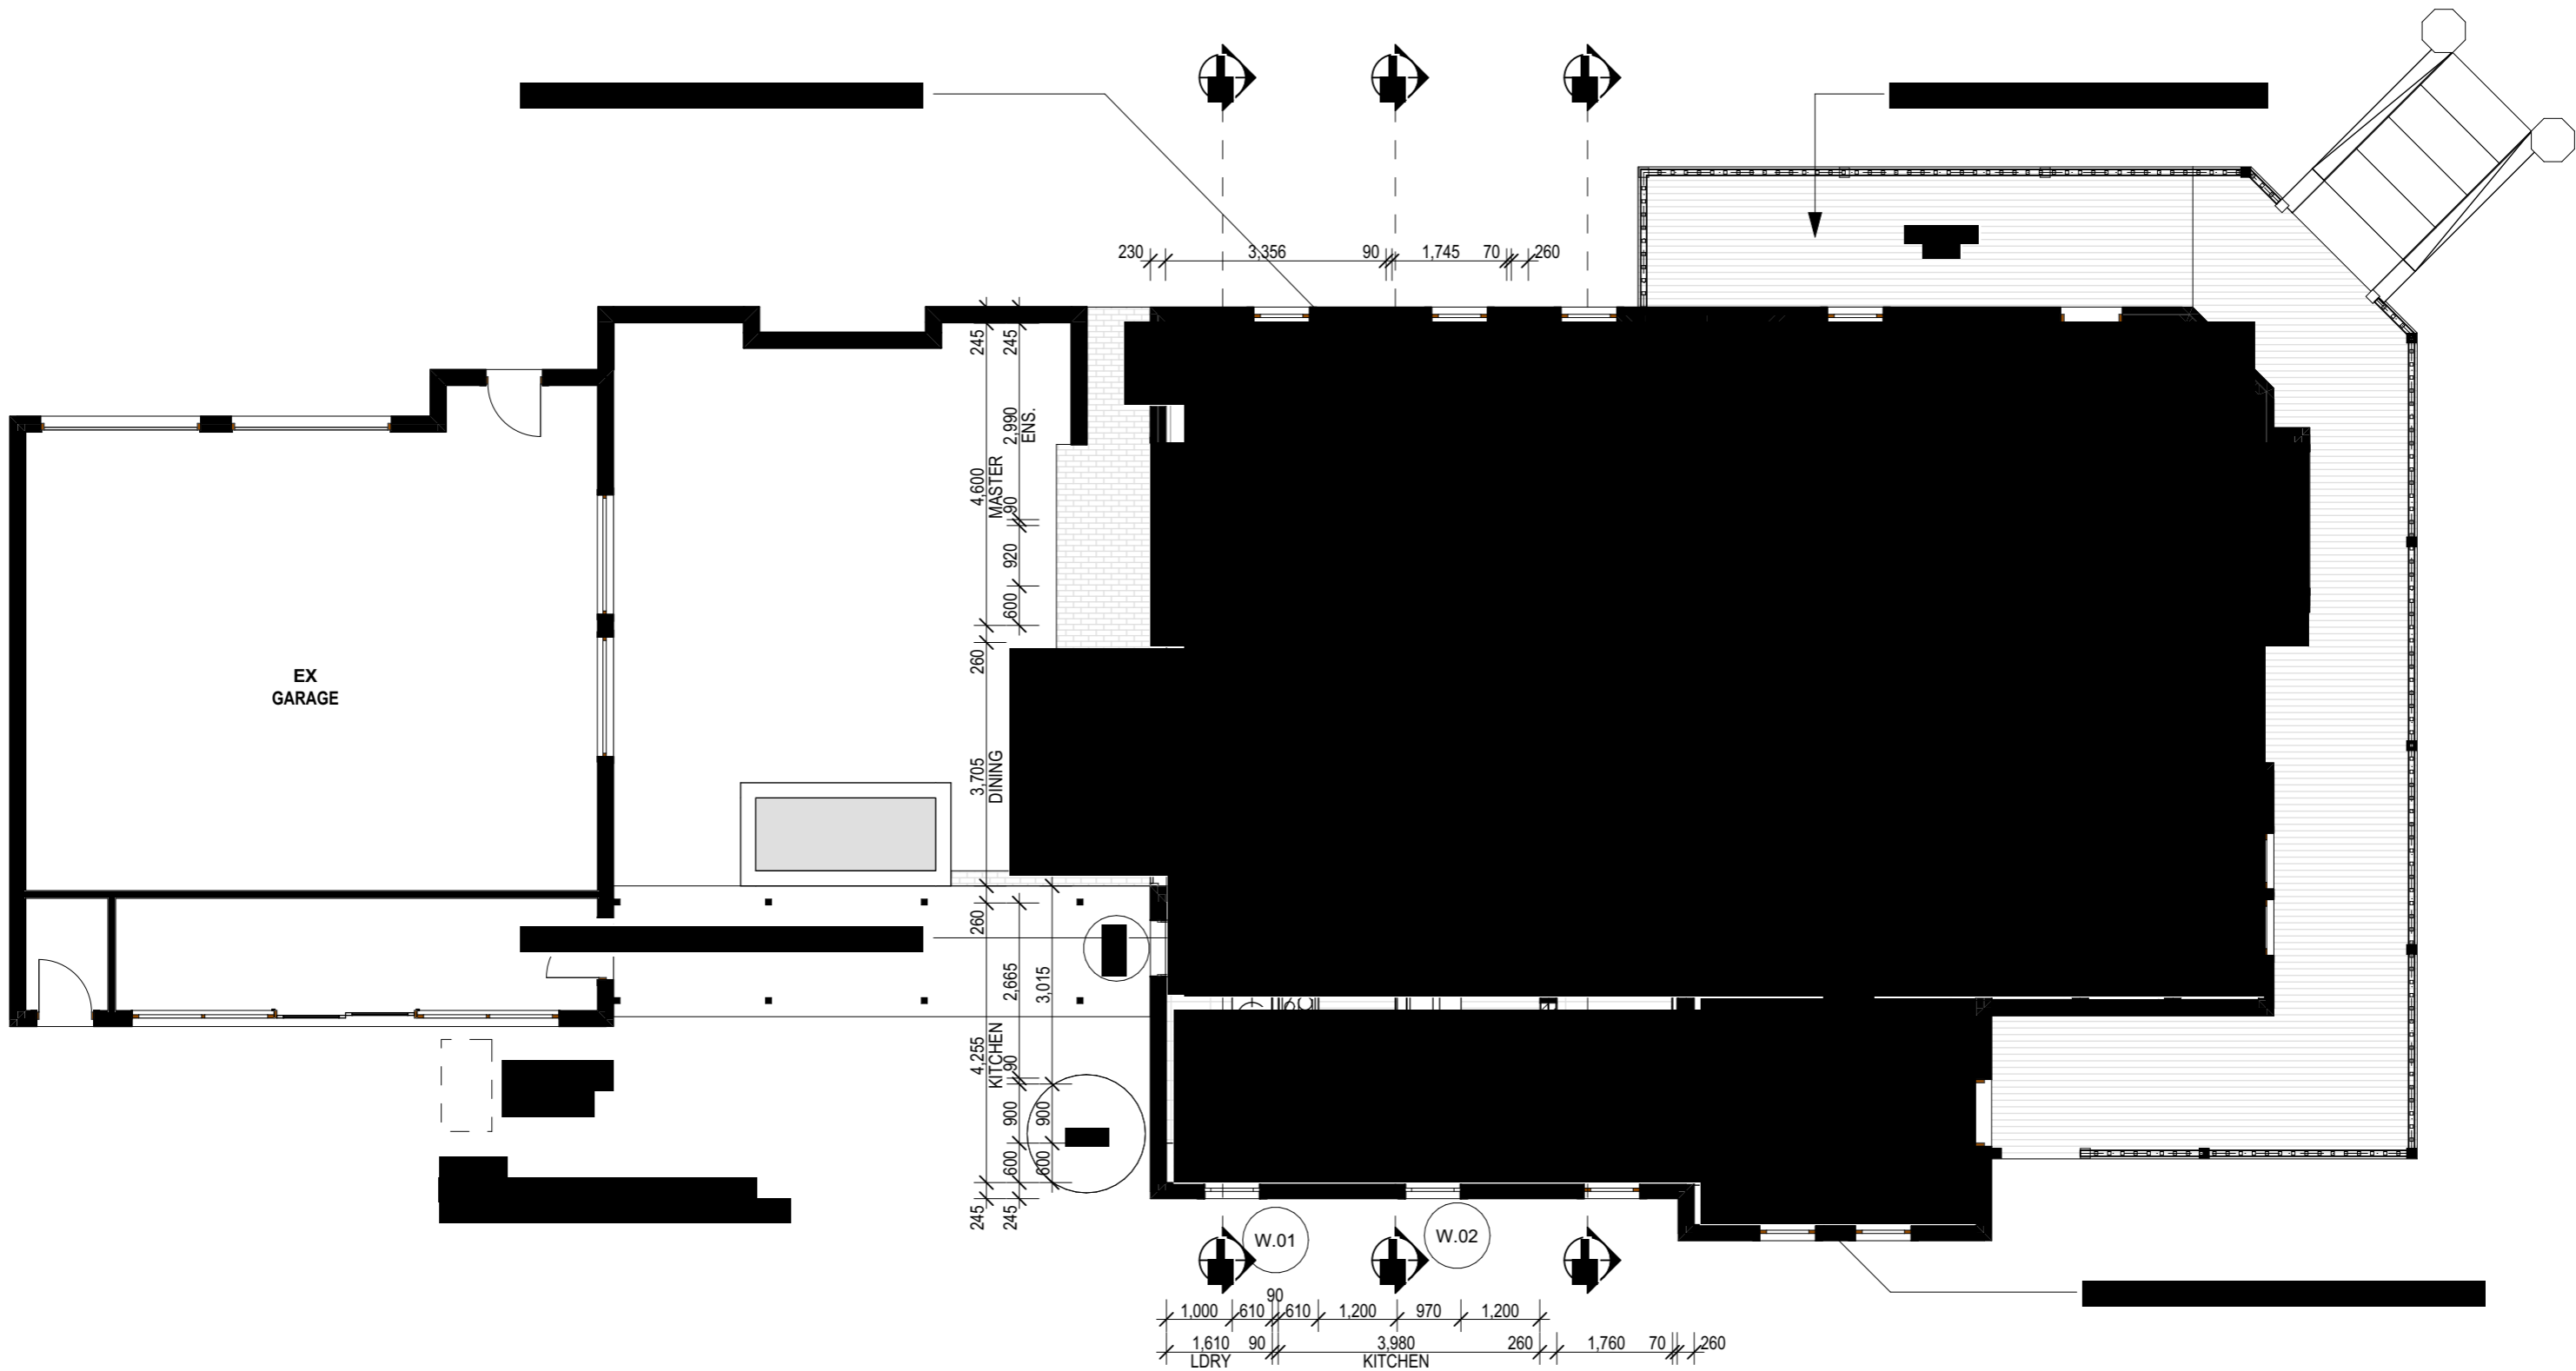 230 3,356 90 1,745 70 260
245 245
2,990
ENS.
4,600
MASTER
90
920
600
260
EX
GARAGE
3,705
DINING
260
2,665
3,015
4,255
KITCHEN
90
900 900
600 600
245 245
W.01 W.02
90
1,000 610 610 1,200 970 1,200
1,610 90 3,980 260 1,760 70 260
LDRY KITCHEN